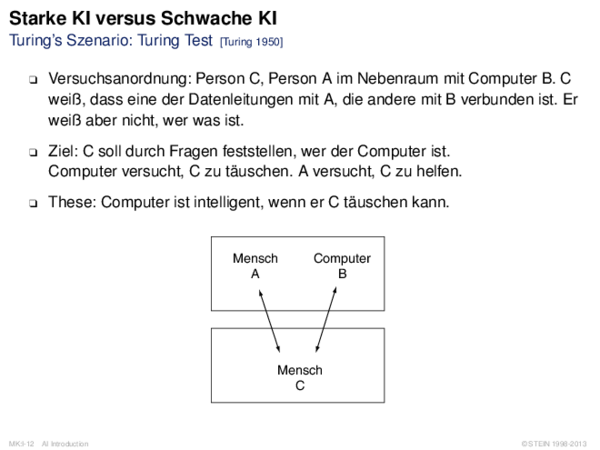 Starke KI versus Schwache KI
Turing's Szenario: Turing Test [Turing 1950]
❏ Versuchsanordnung: Person C, Person A im Nebenraum mit Computer B. C
weiß, dass eine der Datenleitungen mit A, die andere mit B verbunden ist. Er
weiß aber nicht, wer was ist.
❏ Ziel: C soll durch Fragen feststellen, wer der Computer ist.
Computer versucht, C zu täuschen. A versucht, C zu helfen.
❏ These: Computer ist intelligent, wenn er C täuschen kann.
Mensch Computer
A B
Mensch
C
MK:I-12 AI Introduction ©STEIN 1998-2013